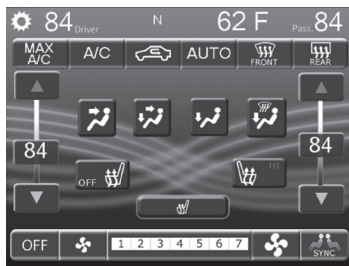 84 Driver N 62 F Pass. 84
MAX A/C A/C AUTO FRONT REAR
84 84
OFF HI
OFF 1 2 3 4 5 6 7 SYNC